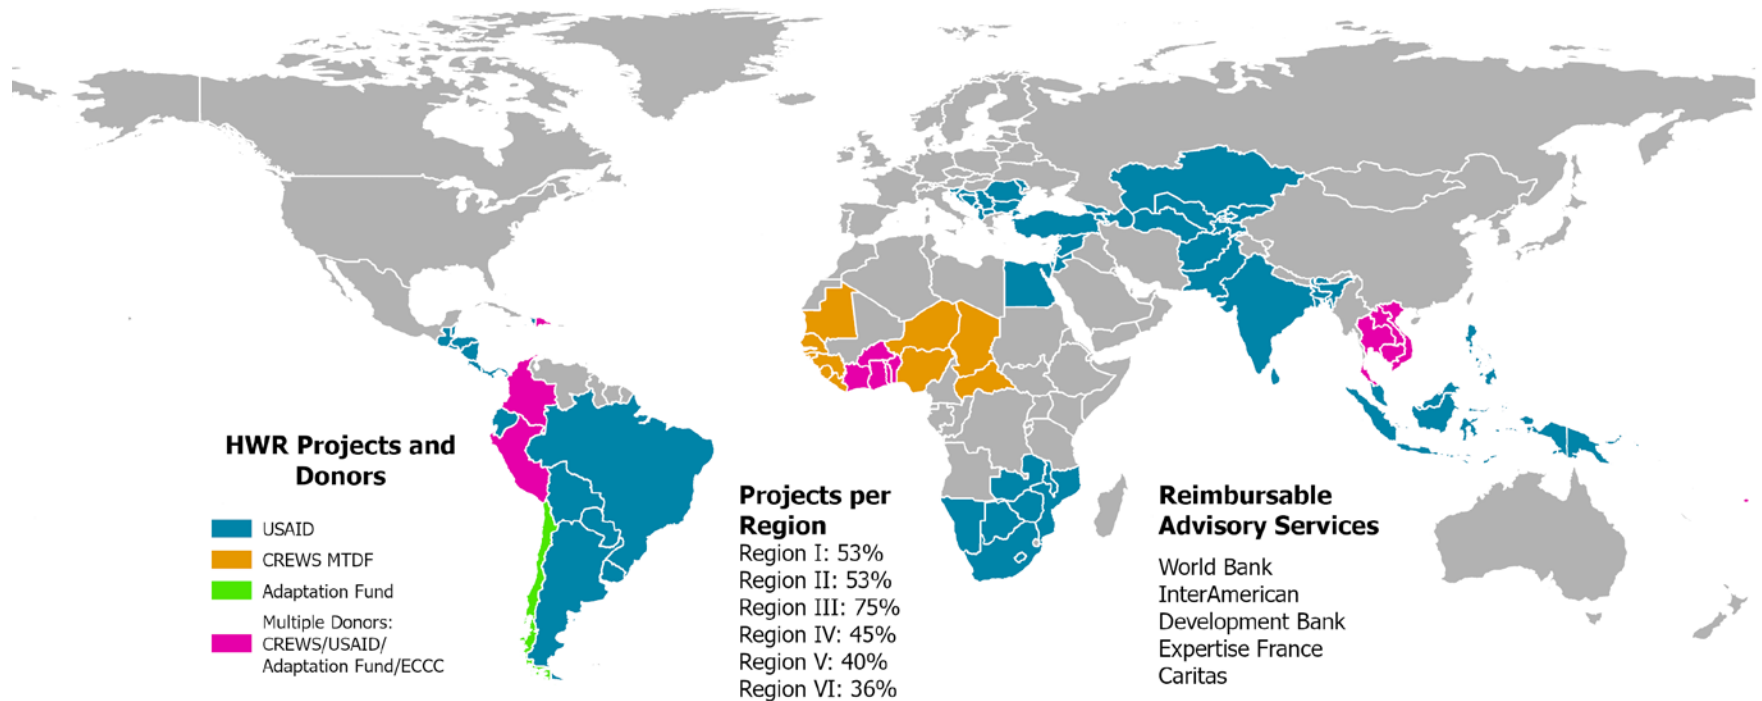 HWR Projects and
Donors
USAID
CREWS MTDF
Adaptation Fund
Multiple Donors:
CREWS/USAID/
Adaptation Fund/ECCC
Projects per
Region
Region I: 53%
Region II: 53%
Region III: 75%
Region IV: 45%
Region V: 40%
Region VI: 36%
Reimbursable
Advisory Services
World Bank
InterAmerican
Development Bank
Expertise France
Caritas